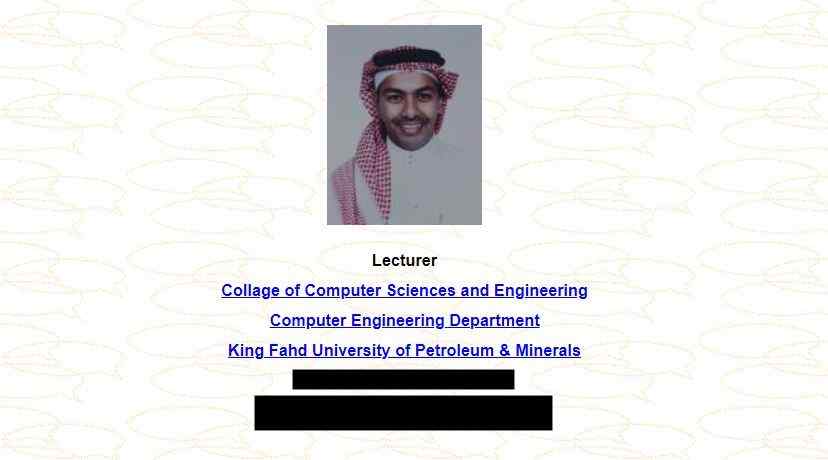 Lecturer
Collage of Computer Sciences and Engineering
Computer Engineering Department
King Fahd University of Petroleum & Minerals